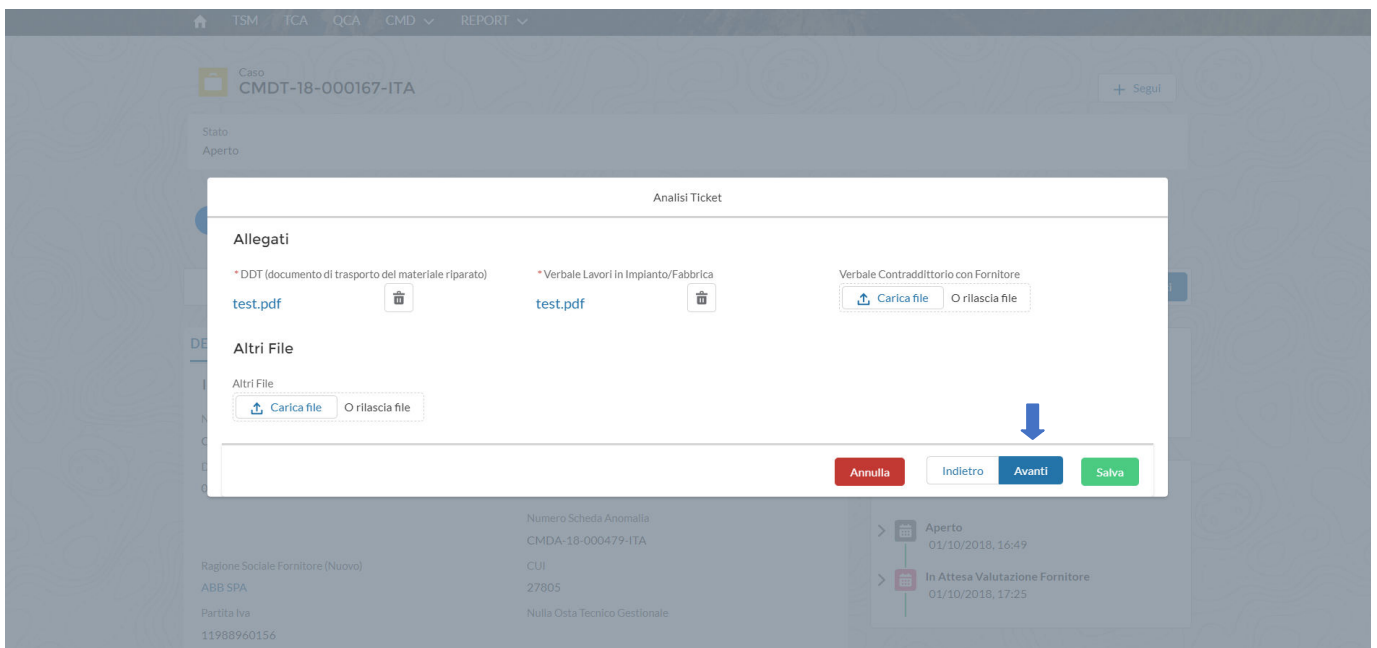 TSM TCA QCA CMD REPORT
Caso
CMDT-18-000167-ITA
+ Segui
Stato
Aperto
Analisi Ticket
Allegati
* DDT (documento di trasporto del materiale riparato) * Verbale Lavori in Impianto/Fabbrica Verbale Contraddittorio con Fornitore
test.pdf test.pdf Carica file O rilascia file
DE
Altri File
Altri File
Carica file O rilascia file
Annulla Indietro Avanti Salva
Numero Scheda Anomalia
CMDA-18-000479-ITA
Aperto
01/10/2018, 16:49
Ragione Sociale Fornitore (Nuovo) CUI
ABB SPA 27805
In Attesa Valutazione Fornitore
01/10/2018, 17:25
Partita Iva Nulla Osta Tecnico Gestionale
11988960156